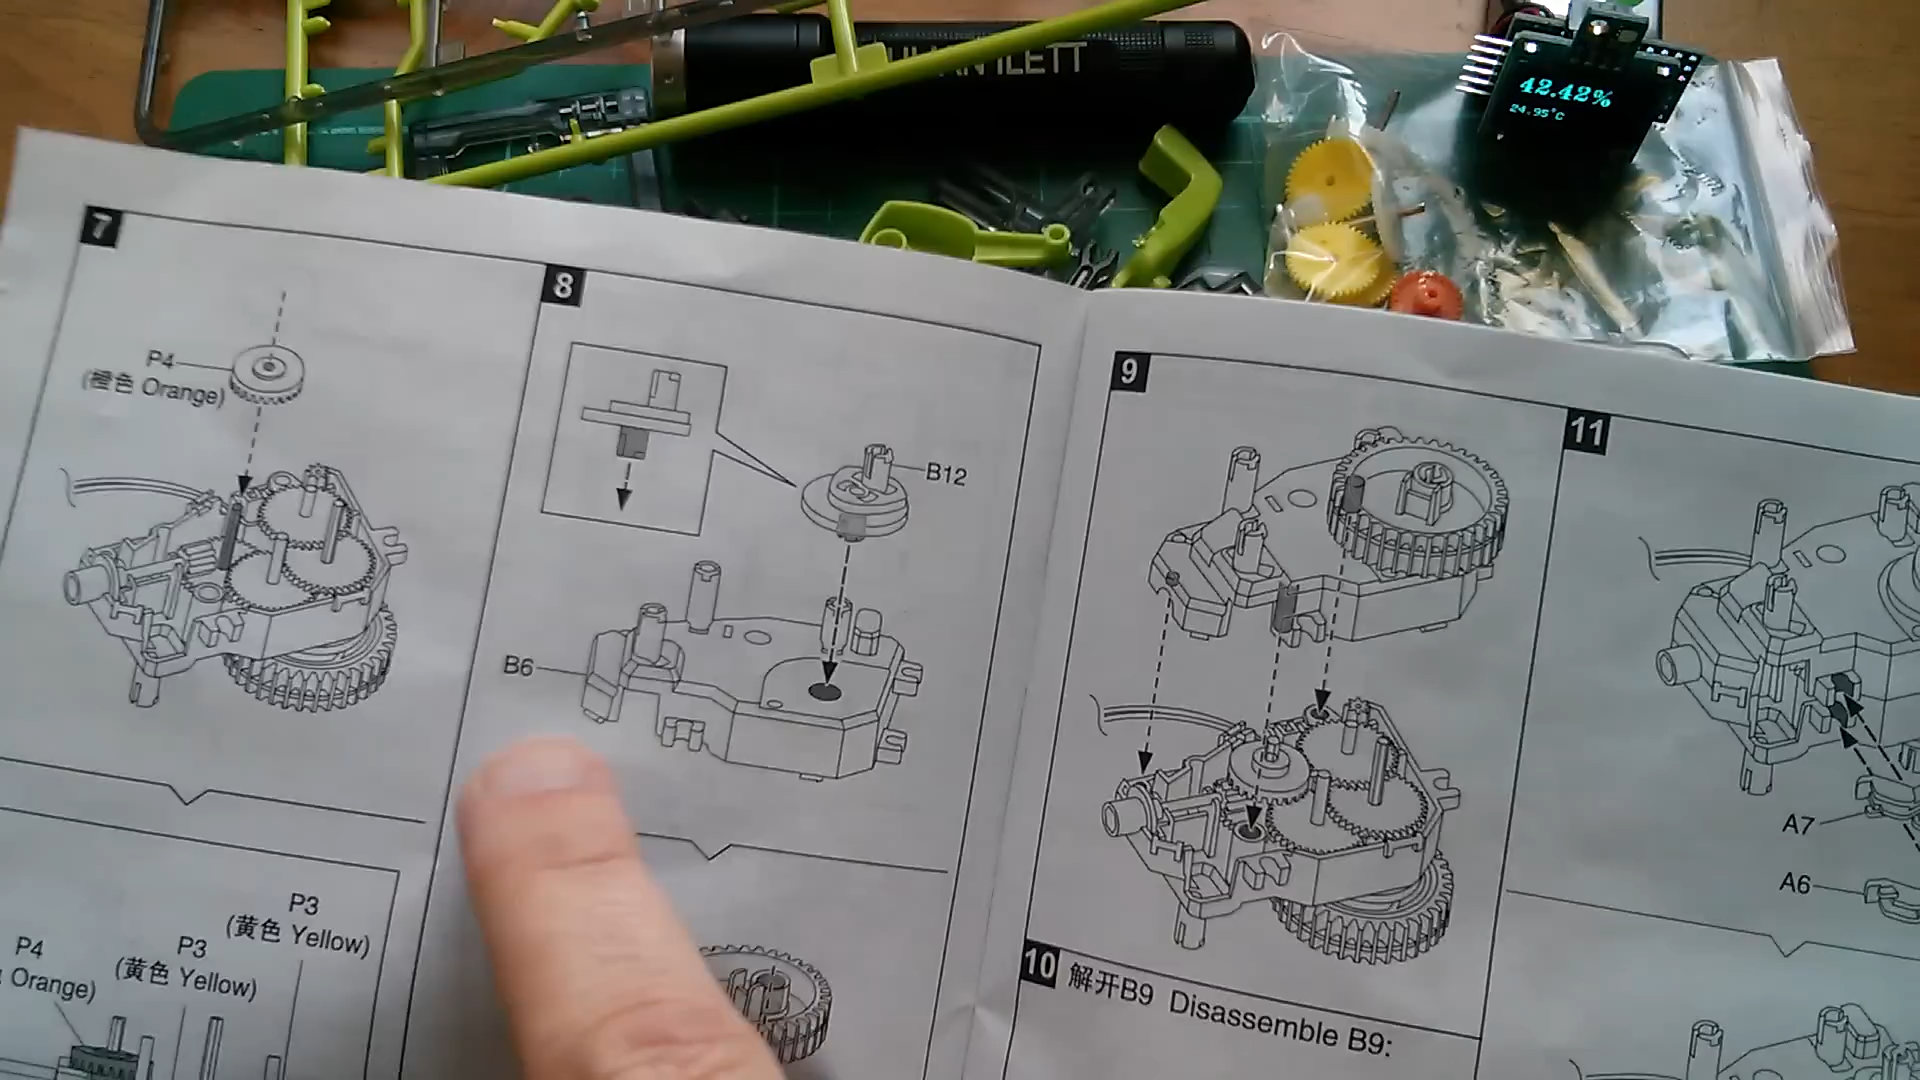 ILETT
42.42%
24.95°C
7
P4
(橙色 Orange)
8
B12
B6
9
11
A7
A6
P3
(黄色 Yellow)
P3
(黄色 Yellow)
P4
Orange)
10 解开B9 Disassemble B9: